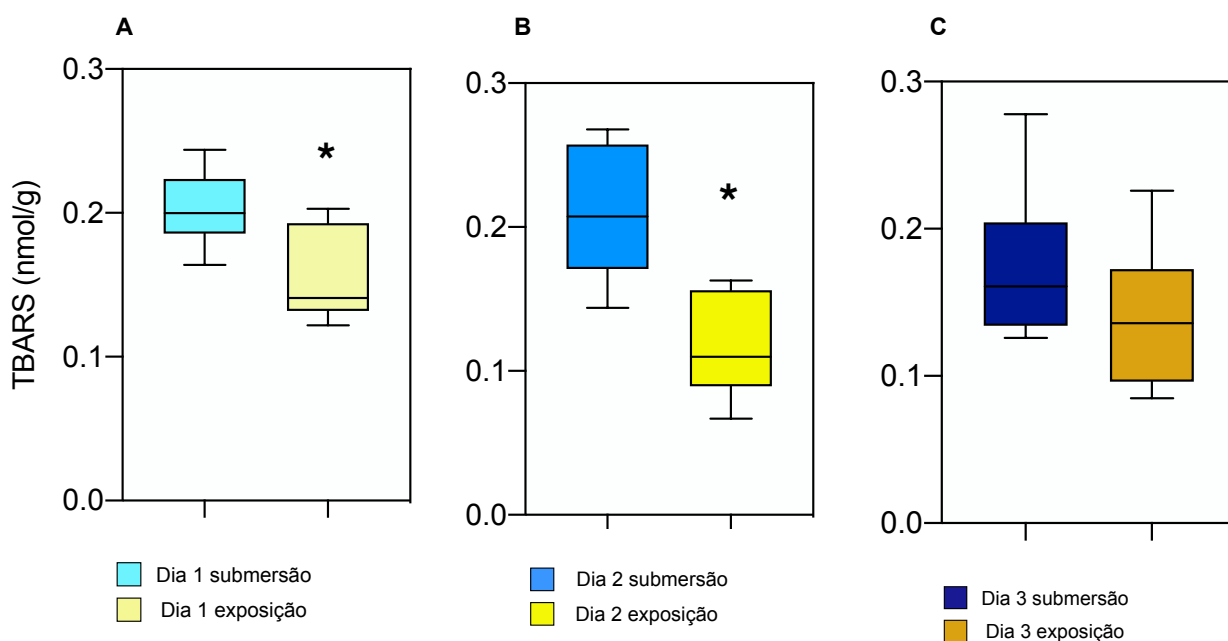 A
B
C
TBARS (nmol/g)
0.3
0.2
0.1
0.0
*
0.3
0.2
0.1
0.0
*
0.3
0.2
0.1
0.0
Dia 1 submersão
Dia 1 exposição
Dia 2 submersão
Dia 2 exposição
Dia 3 submersão
Dia 3 exposição